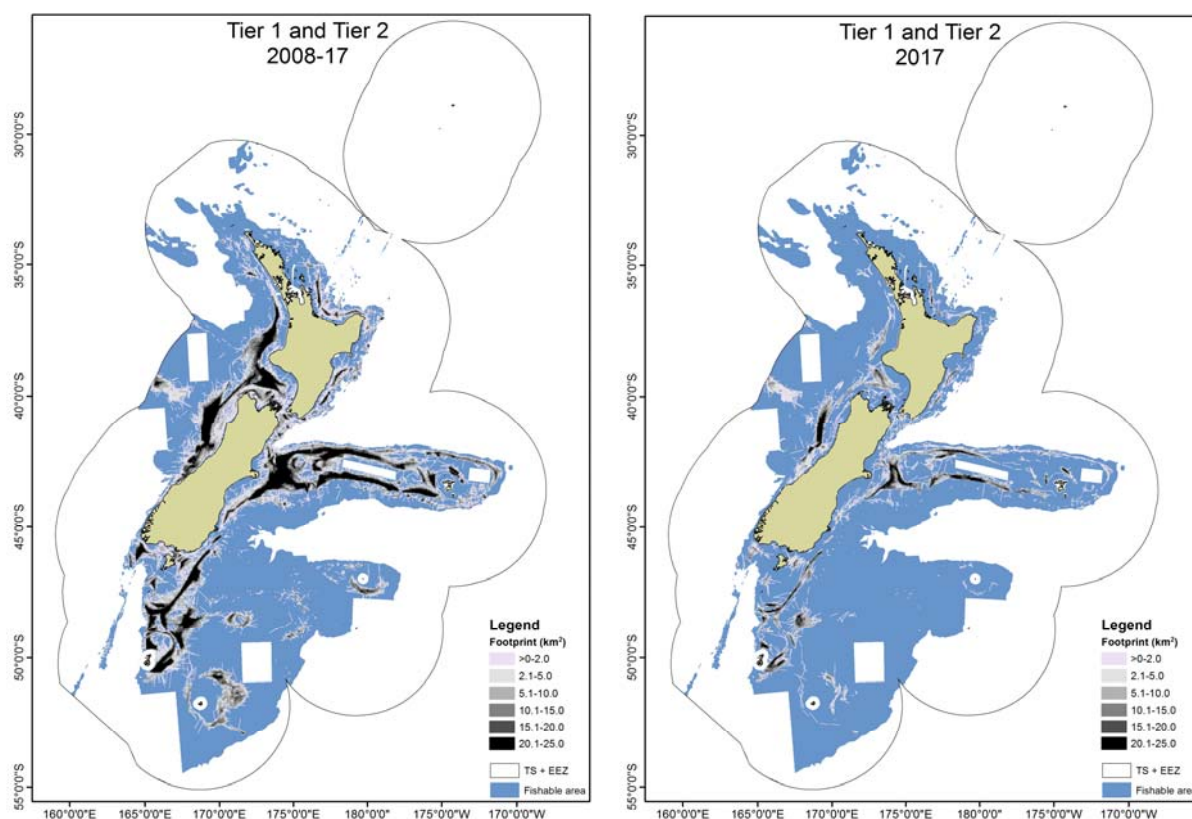 Tier 1 and Tier 2
2008-17
30°0'0"S
35°0'0"S
40°0'0"S
45°0'0"S
50°0'0"S
55°0'0"S
Legend
Footprint (km²)
>0-2.0
2.1-5.0
5.1-10.0
10.1-15.0
15.1-20.0
20.1-25.0
TS + EEZ
Fishable area
160°0'0"E 165°0'0"E 170°0'0"E 175°0'0"E 180°0'0" 175°0'0"W 170°0'0"W
Tier 1 and Tier 2
2017
30°0'0"S
35°0'0"S
40°0'0"S
45°0'0"S
50°0'0"S
55°0'0"S
Legend
Footprint (km²)
>0-2.0
2.1-5.0
5.1-10.0
10.1-15.0
15.1-20.0
20.1-25.0
TS + EEZ
Fishable area
160°0'0"E 165°0'0"E 170°0'0"E 175°0'0"E 180°0'0" 175°0'0"W 170°0'0"W